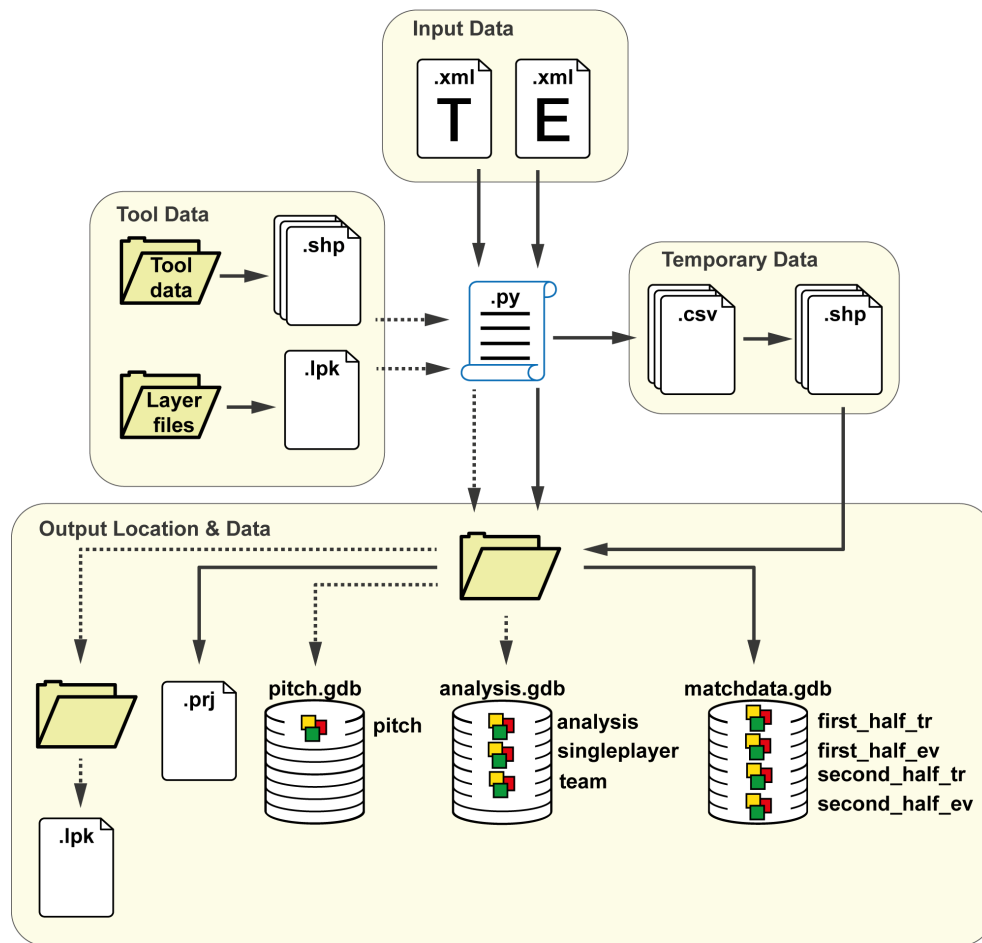 Input Data
.xml
T
.xml
E
Tool Data
Tool
data
.shp
Layer
files
.lpk
.py
Temporary Data
.csv
.shp
Output Location & Data
.prj
.lpk
pitch.gdb
pitch
analysis.gdb
analysis
singleplayer
team
matchdata.gdb
first_half_tr
first_half_ev
second_half_tr
second_half_ev